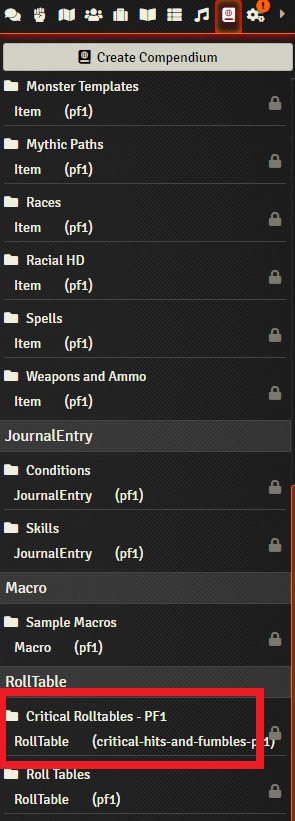 Create Compendium
Monster Templates
Item (pf1)
Mythic Paths
Item (pf1)
Races
Item (pf1)
Racial HD
Item (pf1)
Spells
Item (pf1)
Weapons and Ammo
Item (pf1)
JournalEntry
Conditions
JournalEntry (pf1)
Skills
JournalEntry (pf1)
Macro
Sample Macros
Macro (pf1)
RollTable
Critical Rolltables - PF1
RollTable (critical-hits-and-fumbles-pf1)
Roll Tables
RollTable (pf1)